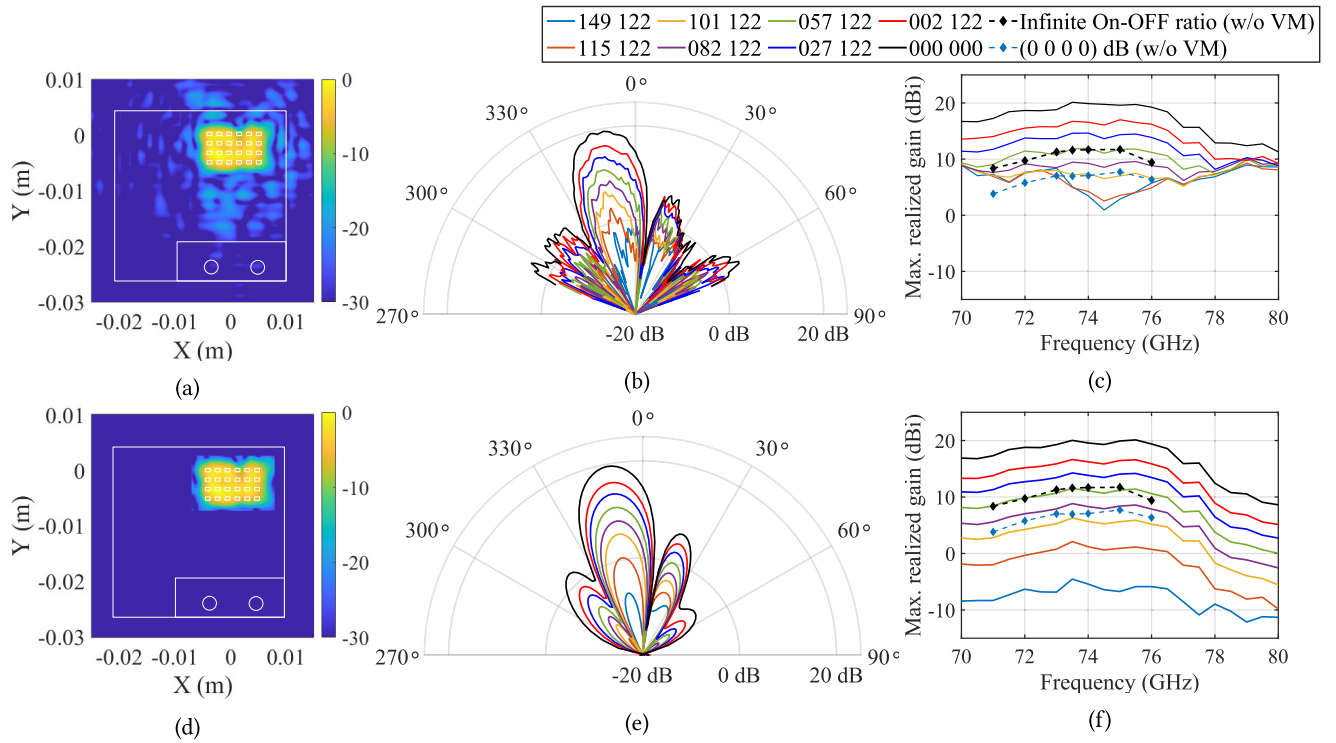 149 122 101 122 057 122 002 122 Infinite On-OFF ratio (w/o VM)
115 122 082 122 027 122 000 000 (0 0 0 0) dB (w/o VM)
0.01
0
-0.01
-0.02
-0.03
Y (m)
-0.02 -0.01 0 0.01
X (m)
0
-10
-20
-30
(a)
0°
330° 30°
300° 60°
270° 90°
-20 dB 0 dB 20 dB
(b)
Max. realized gain (dBi)
20
10
0
-10
70 72 74 76 78 80
Frequency (GHz)
(c)
0.01
0
-0.01
-0.02
-0.03
Y (m)
-0.02 -0.01 0 0.01
X (m)
0
-10
-20
-30
(d)
0°
330° 30°
300° 60°
270° 90°
-20 dB 0 dB 20 dB
(e)
Max. realized gain (dBi)
20
10
0
-10
70 72 74 76 78 80
Frequency (GHz)
(f)